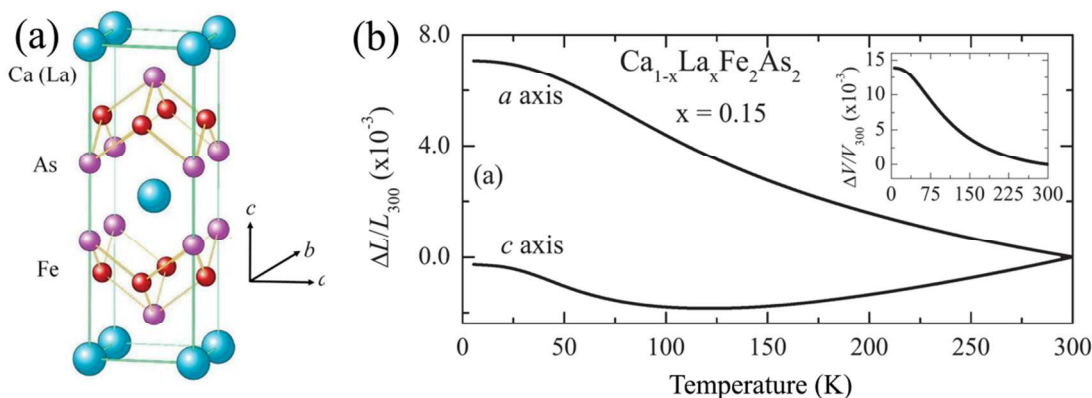 (a)
Ca (La)
As
Fe
c
b
a
(b)
8.0
4.0
0.0
ΔL/L300 (x10-3)
Ca1-xLaxFe2As2
x = 0.15
a axis
(a)
c axis
15
10
5
0
ΔV/V300 (x10-3)
0 75 150 225 300
0 50 100 150 200 250 300
Temperature (K)